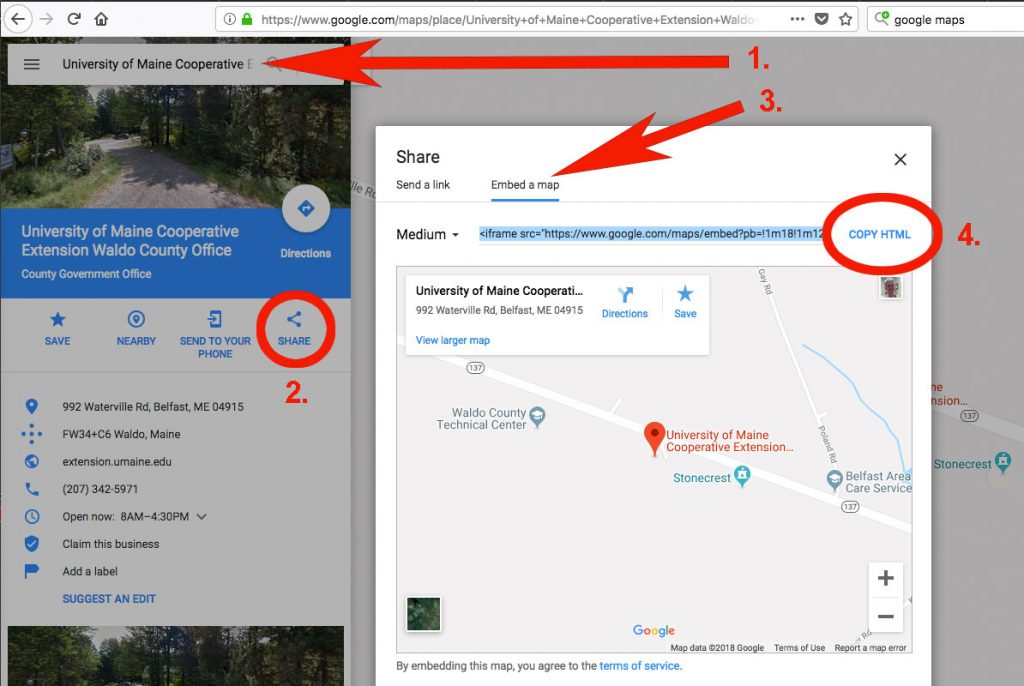 https://www.google.com/maps/place/University+of+Maine+Cooperative+Extension+Waldo-
google maps
University of Maine Cooperative E
1.
3.
Share
Send a link
Embed a map
Medium
<iframe src="https://www.google.com/maps/embed?pb=!1m18!1m12
COPY HTML
4.
University of Maine Cooperative
Extension Waldo County Office
County Government Office
Directions
SAVE
NEARBY
SEND TO YOUR
PHONE
SHARE
2.
992 Waterville Rd, Belfast, ME 04915
FW34+C6 Waldo, Maine
extension.umaine.edu
(207) 342-5971
Open now: 8AM–4:30PM
Claim this business
Add a label
SUGGEST AN EDIT
University of Maine Cooperati...
992 Waterville Rd, Belfast, ME 04915
View larger map
Directions
Save
Gay Rd
137
Waldo County
Technical Center
University of Maine
Cooperative Extension...
Stonecrest
Poland Rd
Belfast Area
Care Service
137
137
Stonecrest
Google
Map data ©2018 Google
Terms of Use
Report a map error
By embedding this map, you agree to the terms of service.